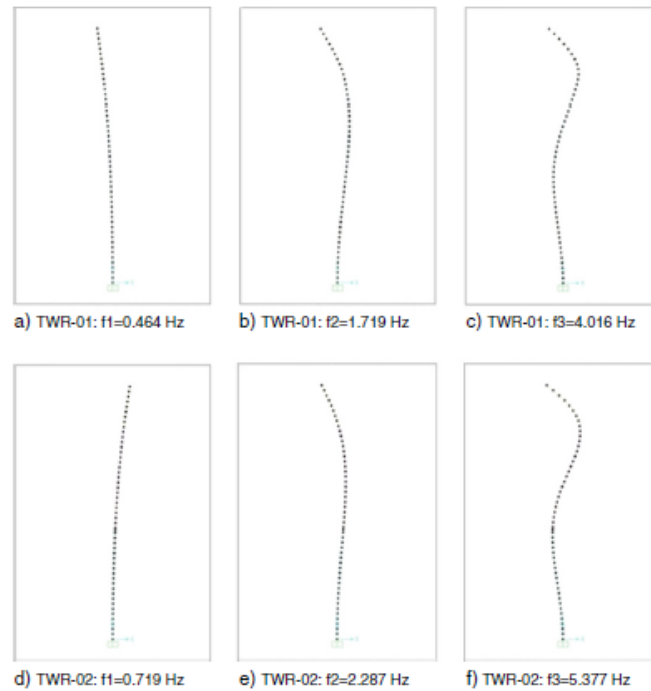 a) TWR-01: f1=0.464 Hz
b) TWR-01: f2=1.719 Hz
c) TWR-01: f3=4.016 Hz
d) TWR-02: f1=0.719 Hz
e) TWR-02: f2=2.287 Hz
f) TWR-02: f3=5.377 Hz